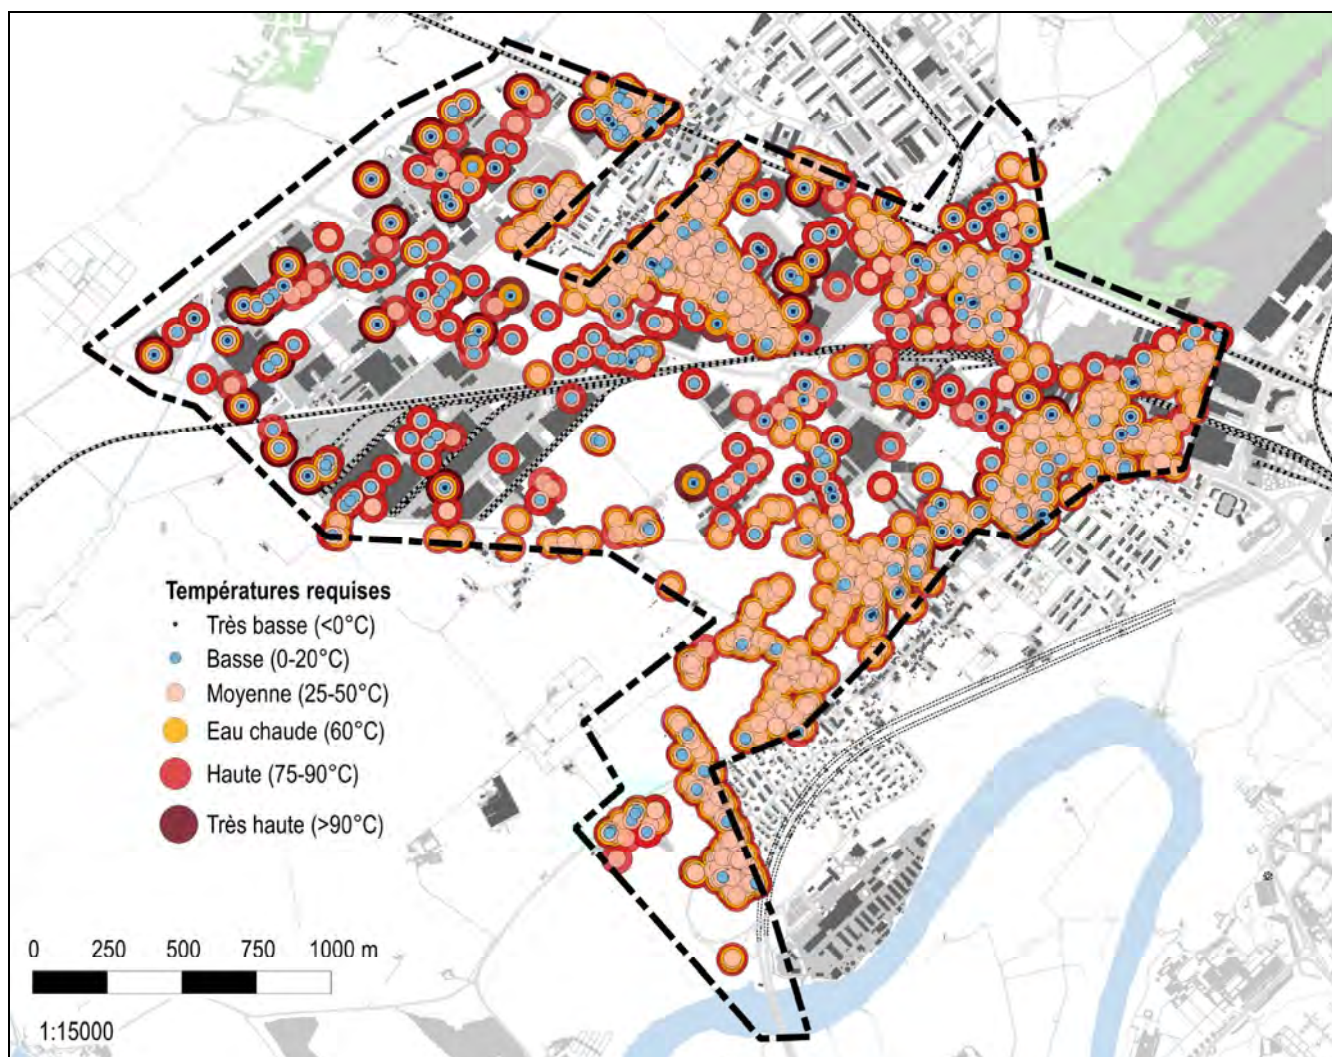 Températures requises
Très basse (<0°C)
Basse (0-20°C)
Moyenne (25-50°C)
Eau chaude (60°C)
Haute (75-90°C)
Très haute (>90°C)
0 250 500 750 1000 m
1:15000